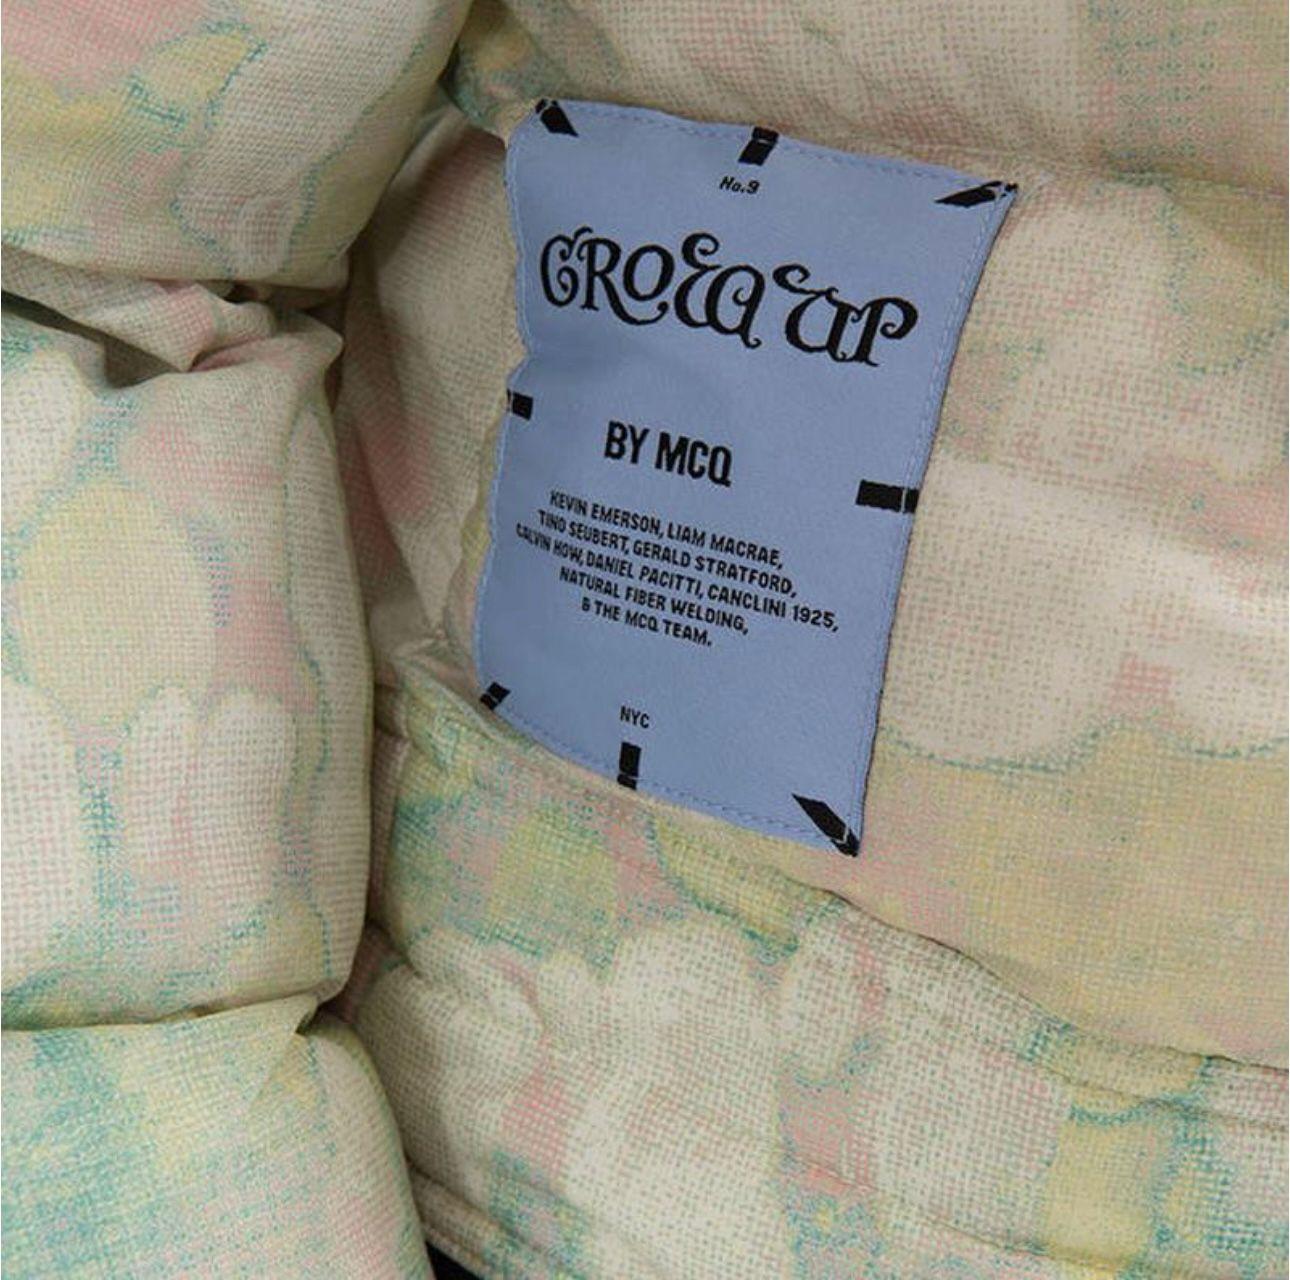 No.9
GROW UP
BY MCQ
KEVIN EMERSON, LIAM MACRAE,
TINO SEUBERT, GERALD STRATFORD,
CALVIN HOW, DANIEL PACITTI, CANCLINI 1925,
NATURAL FIBER WELDING,
& THE MCQ TEAM.
NYC